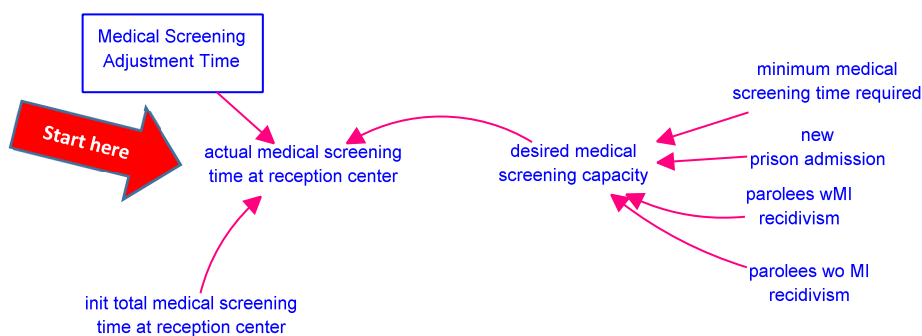 Medical Screening
Adjustment Time
Start here
actual medical screening
time at reception center
init total medical screening
time at reception center
desired medical
screening capacity
minimum medical
screening time required
new
prison admission
parolees wMI
recidivism
parolees wo MI
recidivism